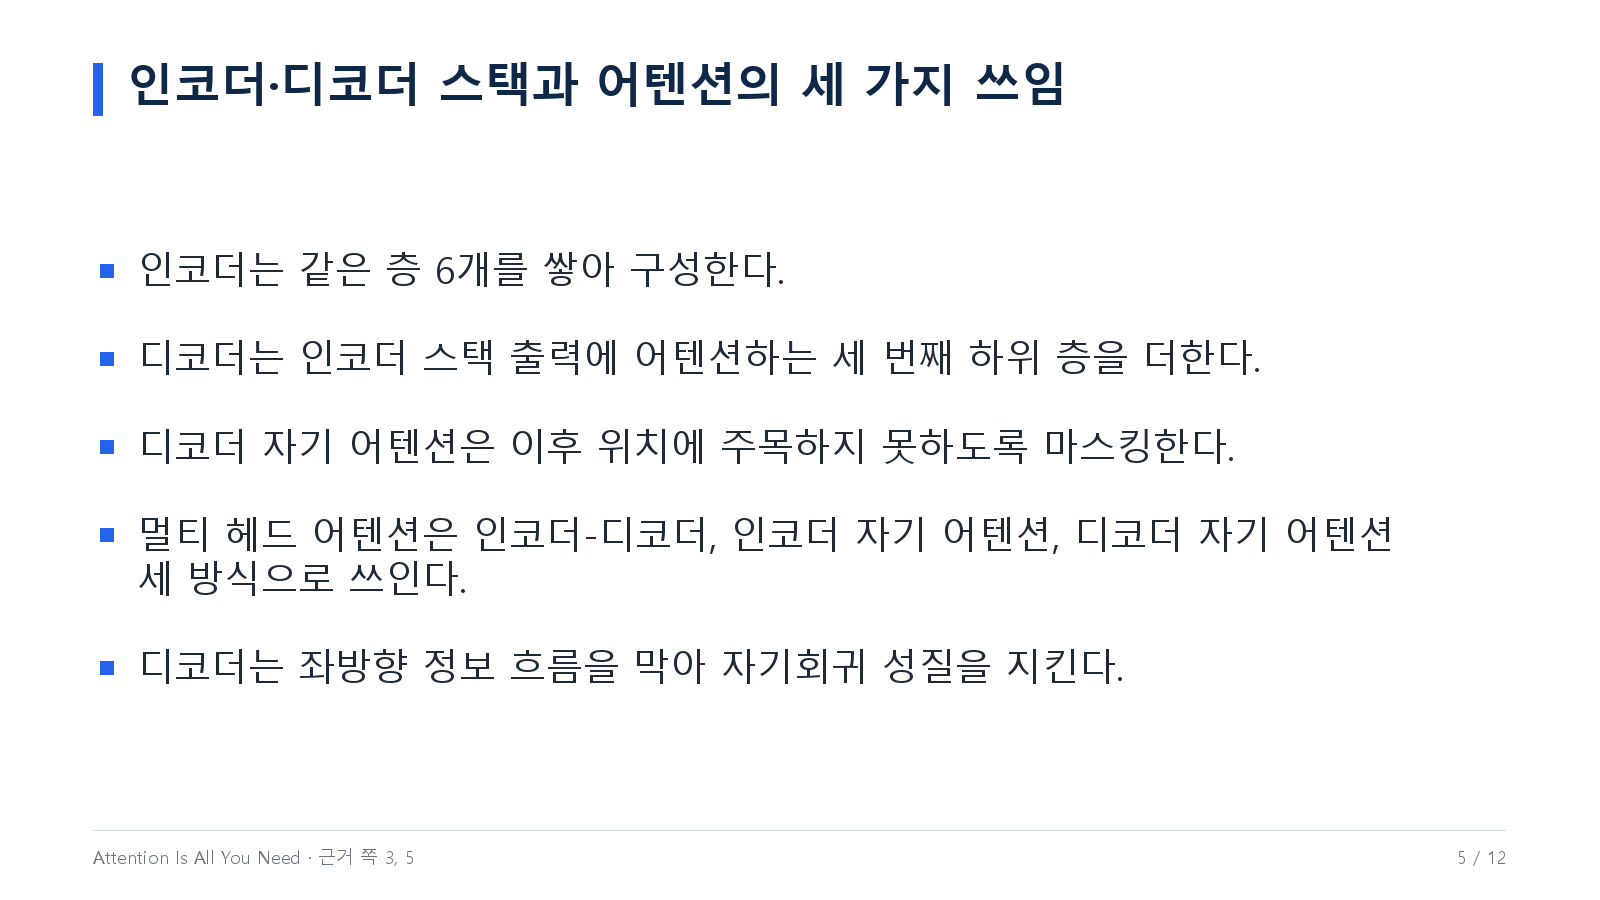 인코더·디코더 스택과 어텐션의 세 가지 쓰임
인코더는 같은 층 6개를 쌓아 구성한다.
디코더는 인코더 스택 출력에 어텐션하는 세 번째 하위 층을 더한다.
디코더 자기 어텐션은 이후 위치에 주목하지 못하도록 마스킹한다.
멀티 헤드 어텐션은 인코더-디코더, 인코더 자기 어텐션, 디코더 자기 어텐션
세 방식으로 쓰인다.
디코더는 좌방향 정보 흐름을 막아 자기회귀 성질을 지킨다.
Attention Is All You Need · 근거 쪽 3, 5
5 / 12